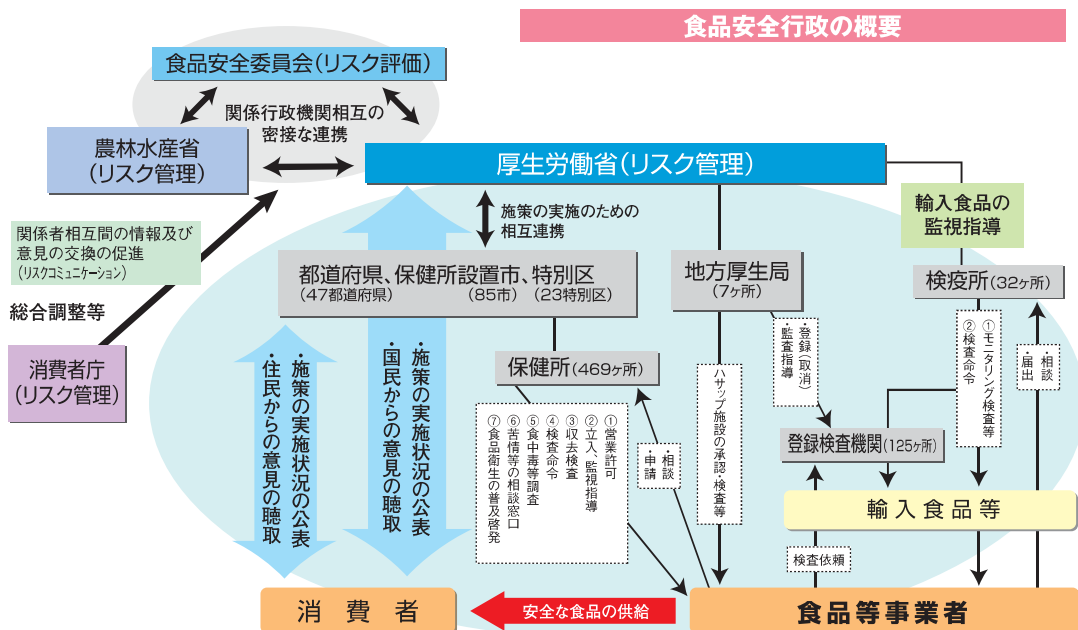 食品安全行政の概要
食品安全委員会（リスク評価）
関係行政機関相互の
密接な連携
農林水産省
（リスク管理）
厚生労働省（リスク管理）
関係者相互間の情報及び
意見の交換の促進
（リスクコミュニケーション）
総合調整等
消費者庁
（リスク管理）
施策の実施のための
相互連携
輸入食品の
監視指導
都道府県、保健所設置市、特別区
（47都道府県）　（85市）（23特別区）
地方厚生局
（7ヶ所）
検疫所（32ヶ所）
・施策の実施状況の公表
・住民からの意見の聴取
・施策の実施状況の公表
・国民からの意見の聴取
保健所（469ヶ所）
①営業許可
②立入、監視指導
③収去検査
④検査命令
⑤食中毒等調査
⑥苦情等の相談窓口
⑦食品衛生の普及啓発
・相談
・申請
ハサップ施設の承認・検査等
・登録（取消）
・監査指導
①モニタリング検査等
②検査命令
・相談
・届出
登録検査機関（125ヶ所）
輸入食品等
検査依頼
消費者
安全な食品の供給
食品等事業者